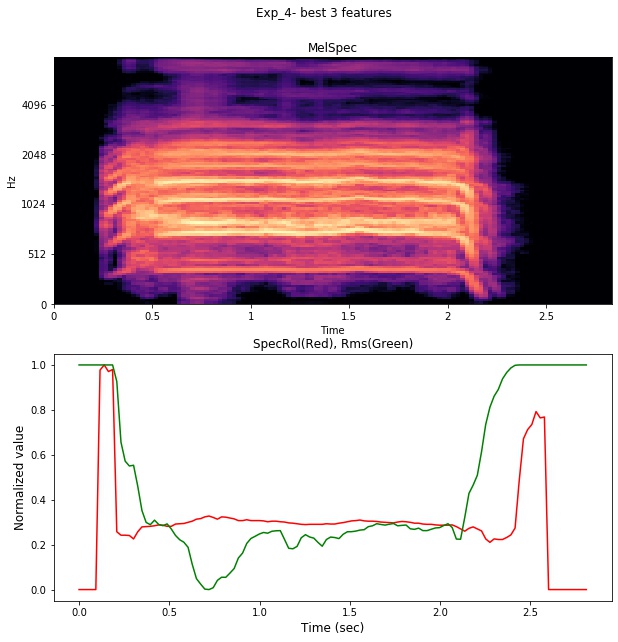 Exp_4- best 3 features
MelSpec
4096
2048
1024
512
0
Hz
0 0.5 1 1.5 2 2.5
Time
SpecRol(Red), Rms(Green)
1.0
0.8
0.6
0.4
0.2
0.0
Normalized value
0.0 0.5 1.0 1.5 2.0 2.5
Time (sec)